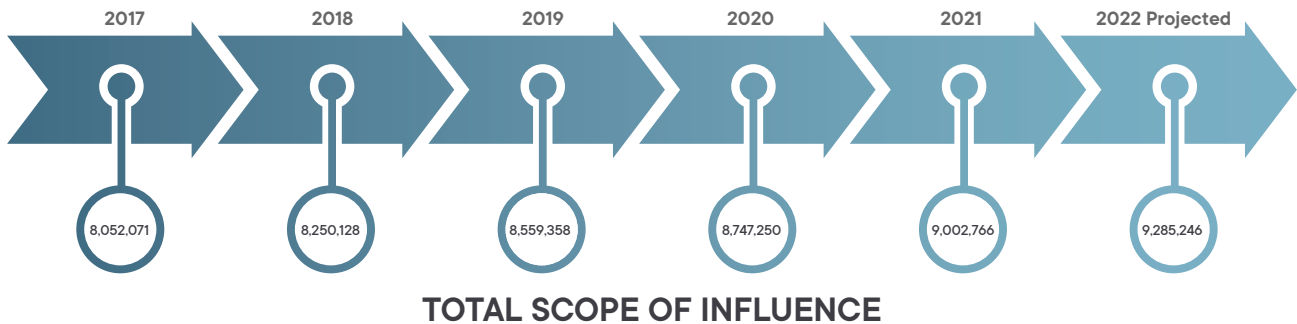 2017 2018 2019 2020 2021 2022 Projected
8,052,071 8,250,128 8,559,358 8,747,250 9,002,766 9,285,246
TOTAL SCOPE OF INFLUENCE